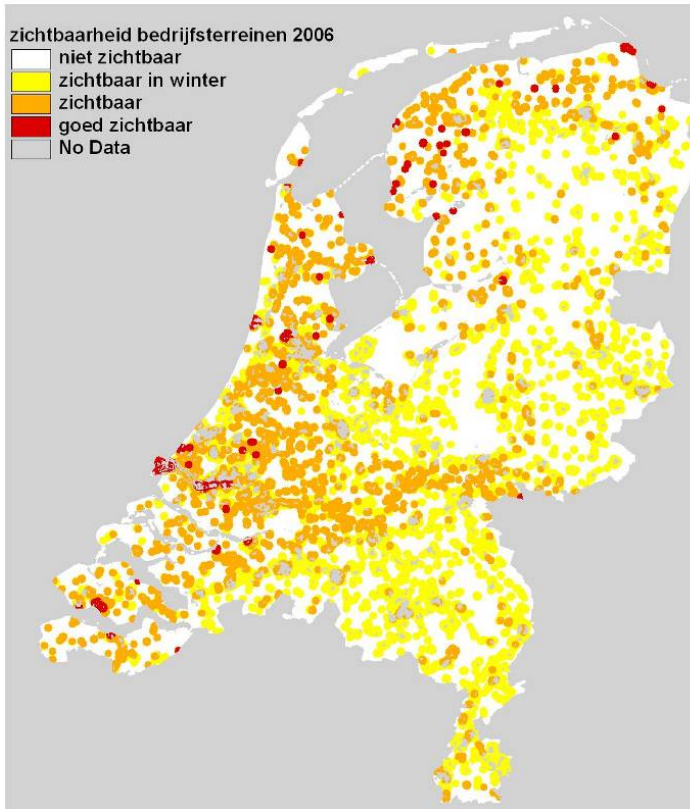 zichtbaarheid bedrijfsterreinen 2006
niet zichtbaar
zichtbaar in winter
zichtbaar
goed zichtbaar
No Data